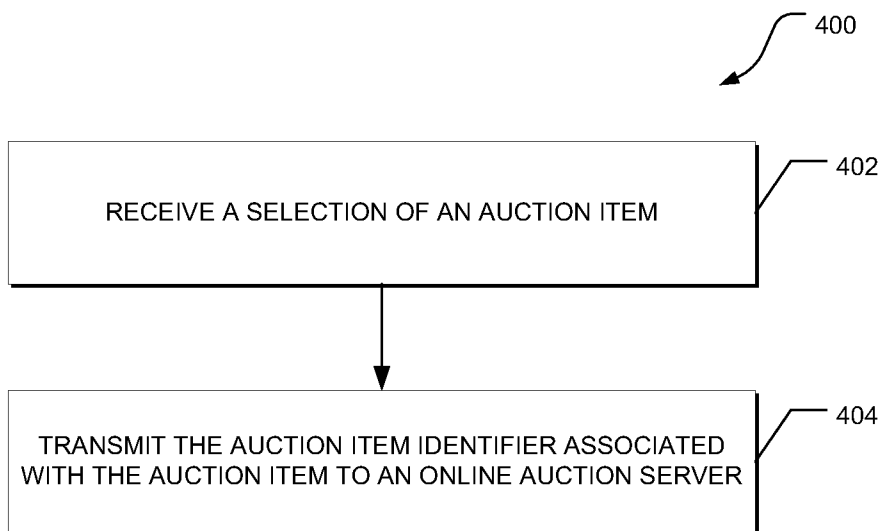 400
402
RECEIVE A SELECTION OF AN AUCTION ITEM
404
TRANSMIT THE AUCTION ITEM IDENTIFIER ASSOCIATED
WITH THE AUCTION ITEM TO AN ONLINE AUCTION SERVER